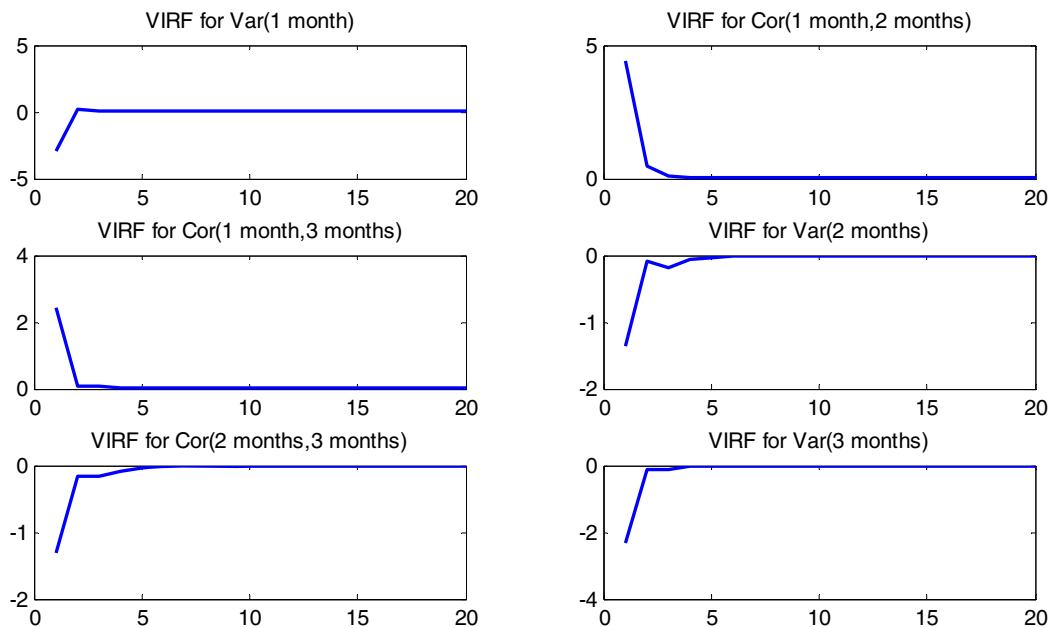 VIRF for Var(1 month)
5
0
-5
0 5 10 15 20
VIRF for Cor(1 month,2 months)
5
0
0 5 10 15 20
VIRF for Cor(1 month,3 months)
4
2
0
0 5 10 15 20
VIRF for Var(2 months)
0
-1
-2
0 5 10 15 20
VIRF for Cor(2 months,3 months)
0
-1
-2
0 5 10 15 20
VIRF for Var(3 months)
0
-2
-4
0 5 10 15 20